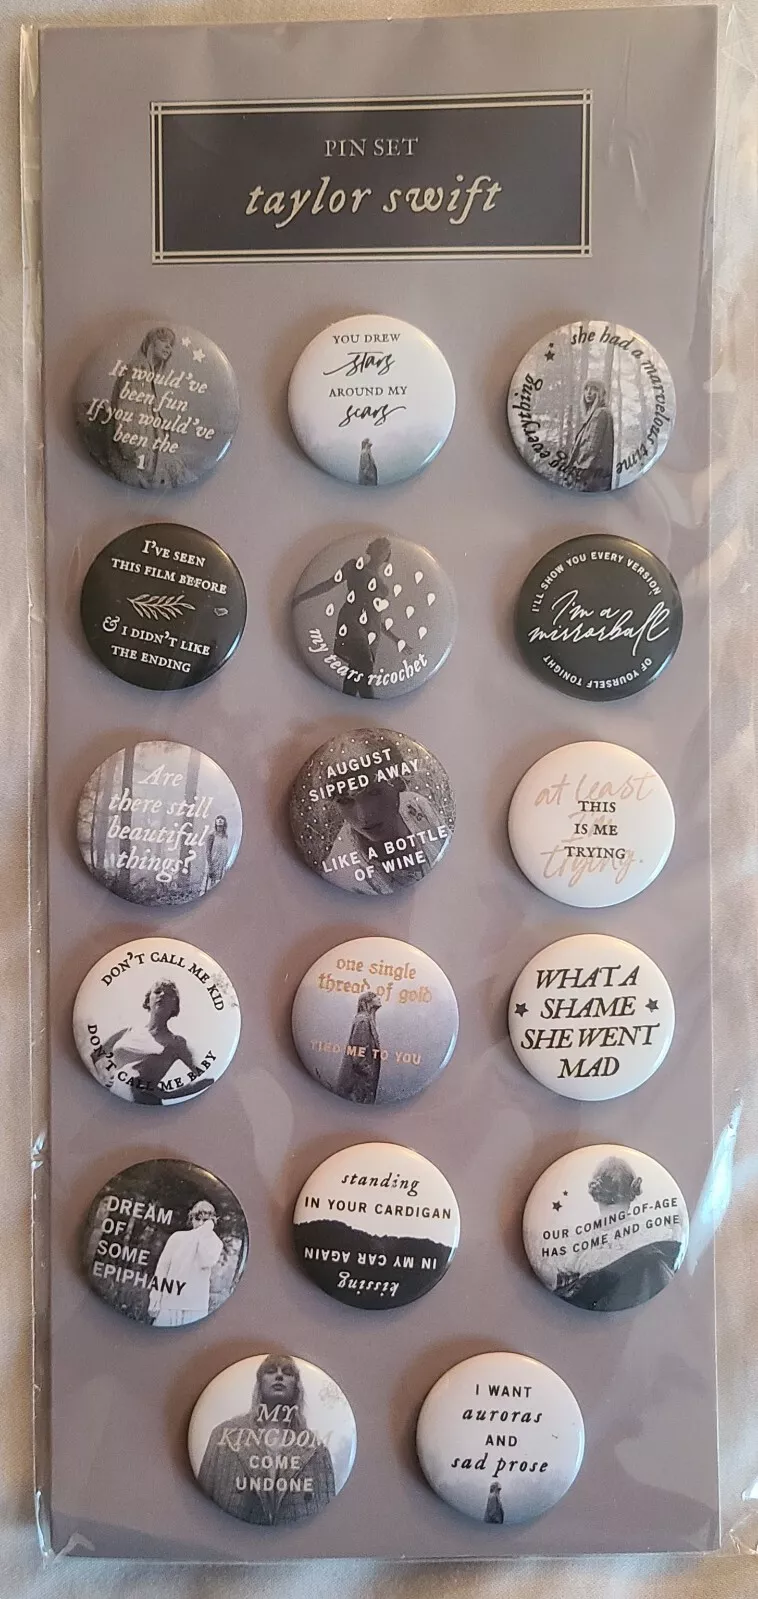 PIN SET
taylor swift
It would've
been fun
If you would've
been the
1
YOU DREW
stars
AROUND MY
scars
she had a marvelous time
ruining everything
I'VE SEEN
THIS FILM BEFORE
& I DIDN'T LIKE
THE ENDING
my tears ricochet
I'LL SHOW YOU EVERY VERSION
I'm a
mirrorball
OF YOURSELF TONIGHT
Are
there still
beautiful
things?
AUGUST
SIPPED AWAY
LIKE A BOTTLE
OF WINE
at least
I'm
trying.
THIS
IS ME
TRYING
DON'T CALL ME KID
DON'T CALL ME BABY
one single
thread of gold
TIED ME TO YOU
WHAT A
SHAME
SHE WENT
MAD
DREAM
OF
SOME
EPIPHANY
standing
IN YOUR CARDIGAN
kissing
IN MY CAR AGAIN
OUR COMING-OF-AGE
HAS COME AND GONE
MY
KINGDOM
COME
UNDONE
I WANT
auroras
AND
sad prose